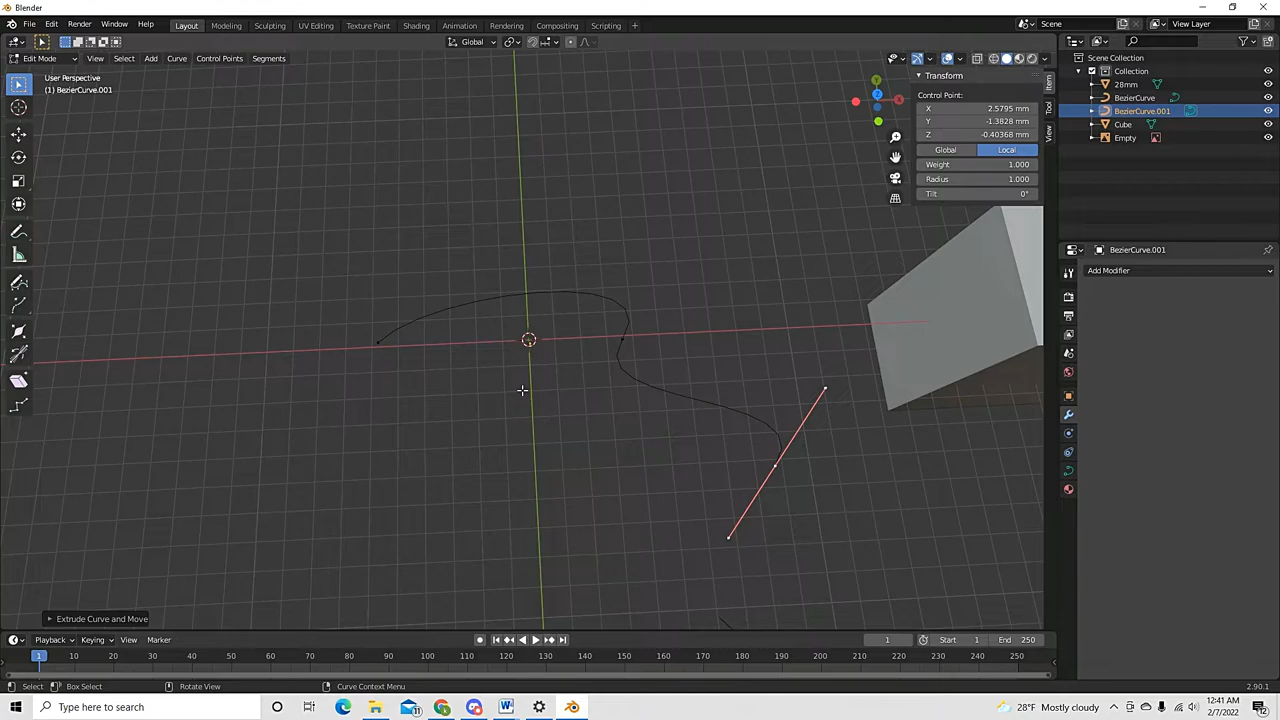 Blender
File Edit Render Window Help Layout Modeling Sculpting UV Editing Texture Paint Shading Animation Rendering Compositing Scripting + Scene View Layer
Global
Edit Mode View Select Add Curve Control Points Segments
User Perspective
(1) BezierCurve.001
Z
X
Transform
Control Point:
X 2.5795 mm
Y -1.3828 mm
Z -0.40368 mm
Global Local
Weight 1.000
Radius 1.000
Tilt 0°
Item
Tool
View
Scene Collection
Collection
28mm
BezierCurve
BezierCurve.001
Cube
Empty
BezierCurve.001
Add Modifier
Extrude Curve and Move
Playback Keying View Marker 1 Start 1 End 250
1 10 20 30 40 50 60 70 80 90 100 110 120 130 140 150 160 170 180 190 200 210 220 230 240 250
Select Box Select Rotate View Curve Context Menu 2.90.1
Type here to search 28°F Mostly cloudy 12:41 AM
2/7/2022